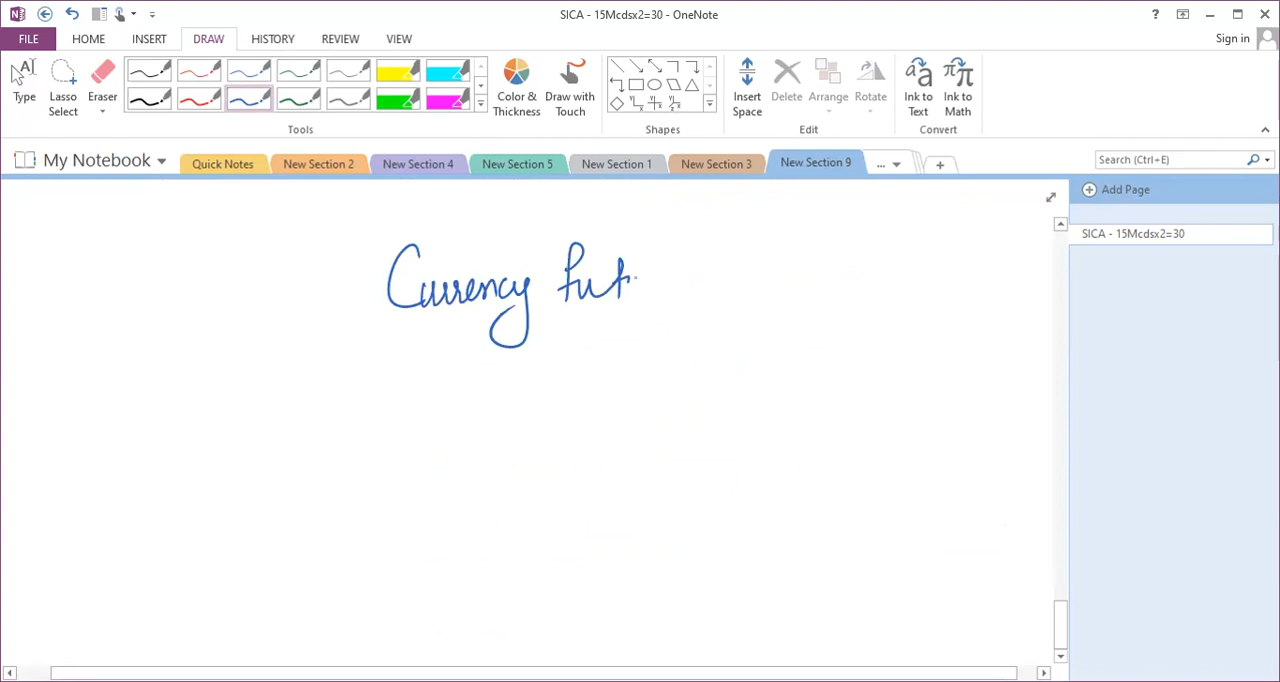 SICA - 15Mcdsx2=30 - OneNote
?
FILE HOME INSERT DRAW HISTORY REVIEW VIEW
Sign in
Type
Lasso Select
Eraser
Color & Thickness
Draw with Touch
Insert Space
Delete
Arrange
Rotate
Ink to Text
Ink to Math
Tools Shapes Edit Convert
My Notebook
Quick Notes New Section 2 New Section 4 New Section 5 New Section 1 New Section 3 New Section 9 ...
Search (Ctrl+E)
Add Page
SICA - 15Mcdsx2=30
Currency Fut